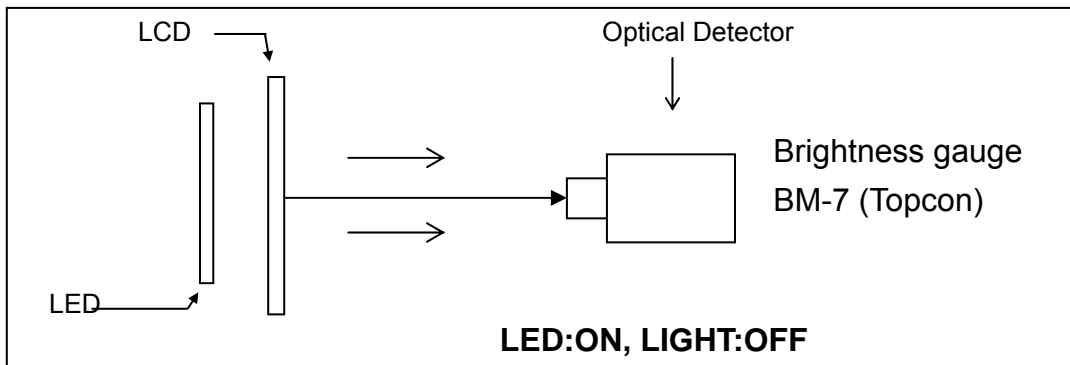 LCD
Optical Detector
Brightness gauge
BM-7 (Topcon)
LED
LED:ON, LIGHT:OFF